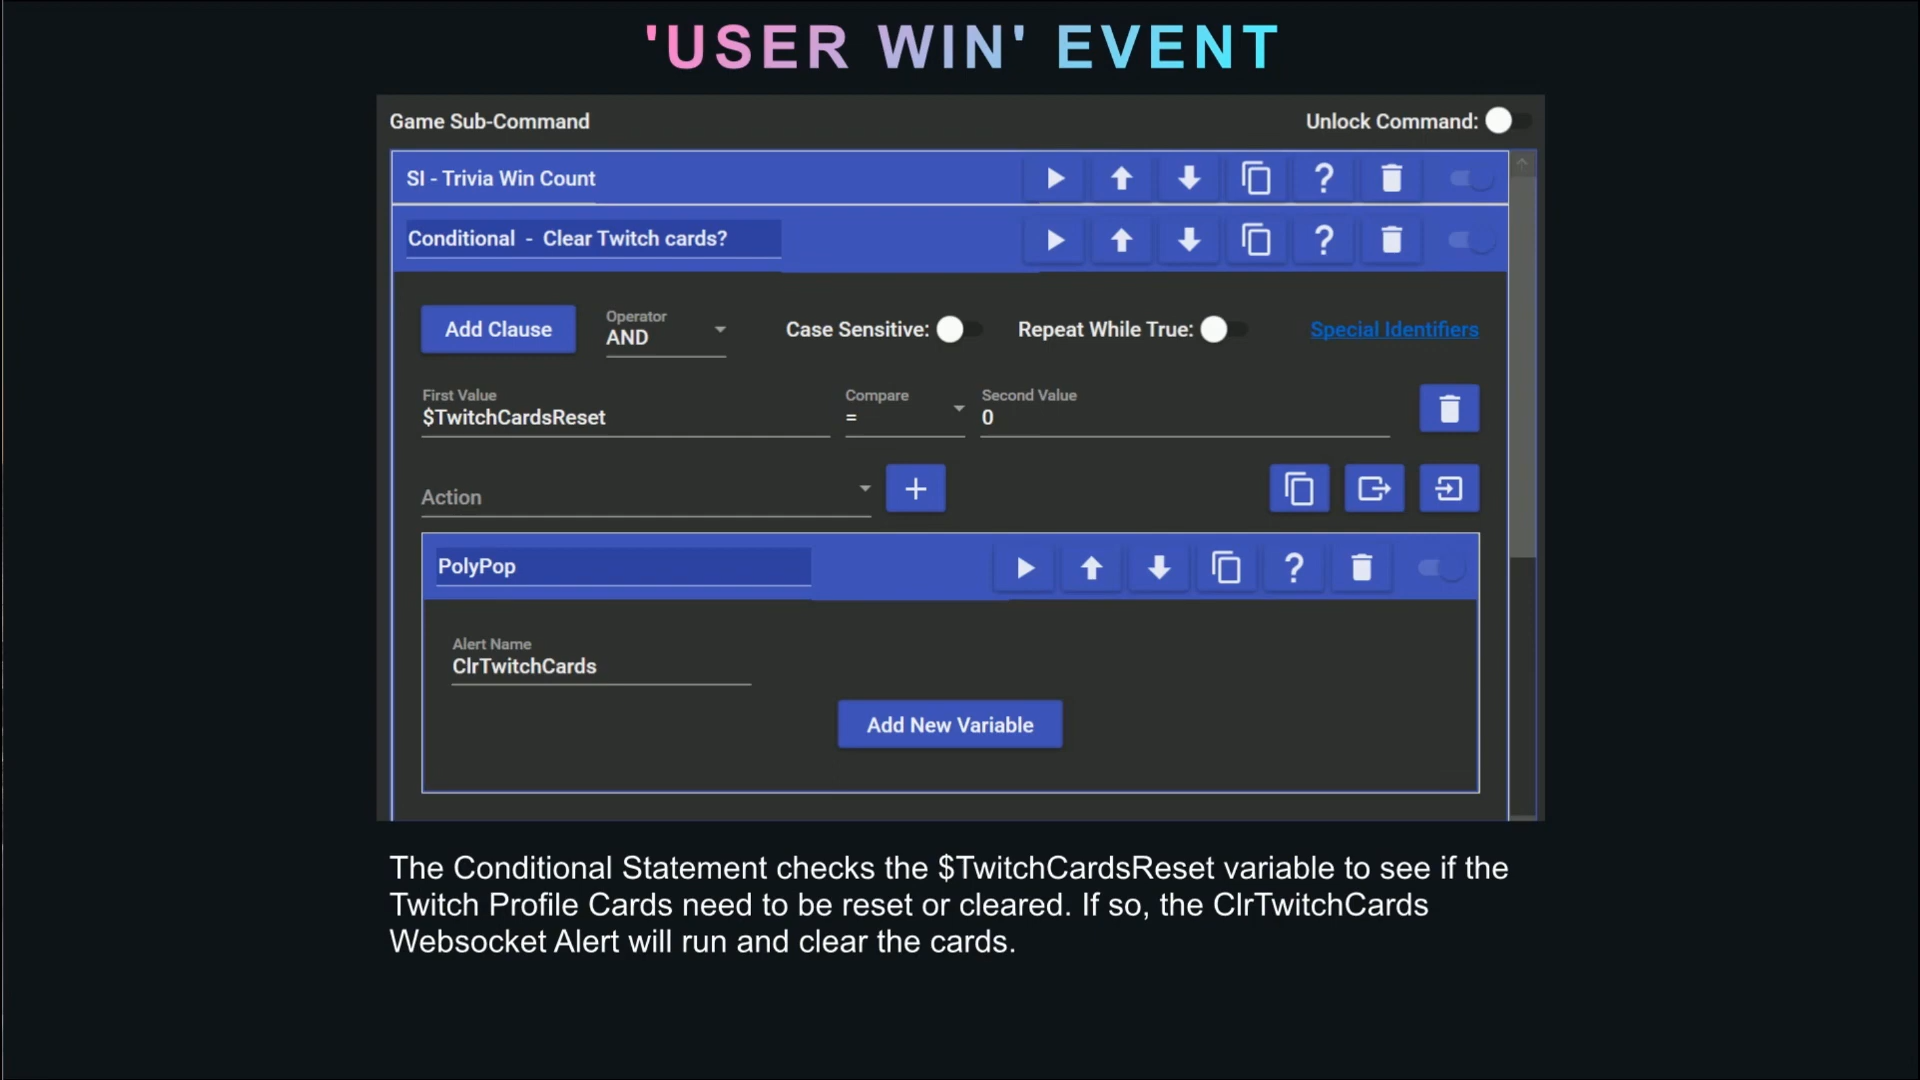 'USER WIN' EVENT
Game Sub-Command
Unlock Command:
SI - Trivia Win Count
?
Conditional - Clear Twitch cards?
?
Add Clause
Operator
AND
Case Sensitive:
Repeat While True:
Special Identifiers
First Value
$TwitchCardsReset
Compare
=
Second Value
0
Action
+
PolyPop
?
Alert Name
ClrTwitchCards
Add New Variable
The Conditional Statement checks the $TwitchCardsReset variable to see if the
Twitch Profile Cards need to be reset or cleared. If so, the ClrTwitchCards
Websocket Alert will run and clear the cards.